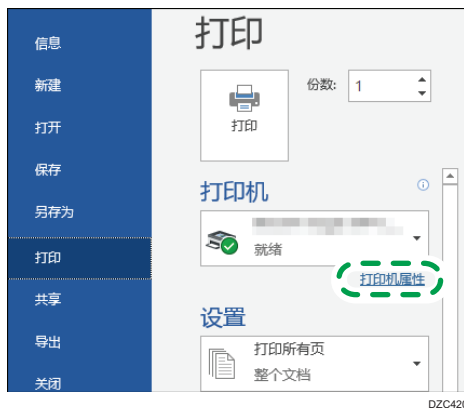 信息
新建
打开
保存
另存为
打印
共享
导出
关闭
打印
打印
份数: 1
打印机
就绪
打印机属性
设置
打印所有页
整个文档
DZC420